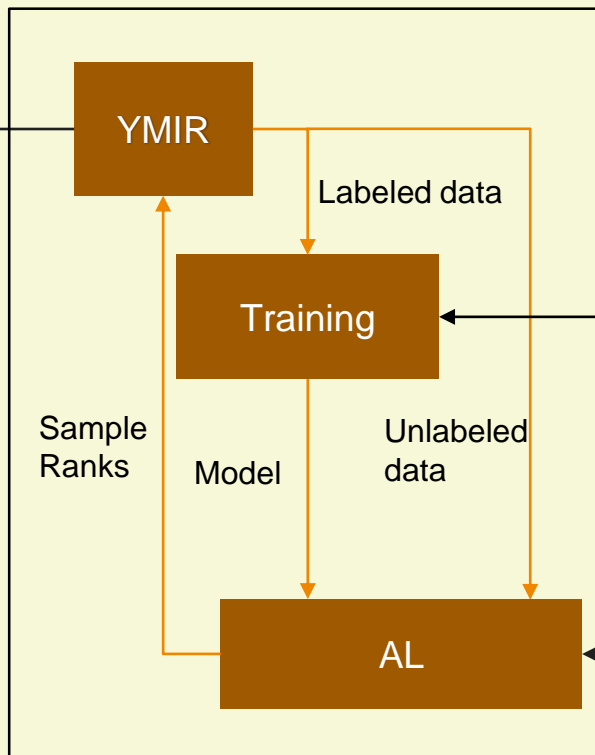 YMIR
Labeled data
Training
Sample
Ranks
Model
Unlabeled
data
AL